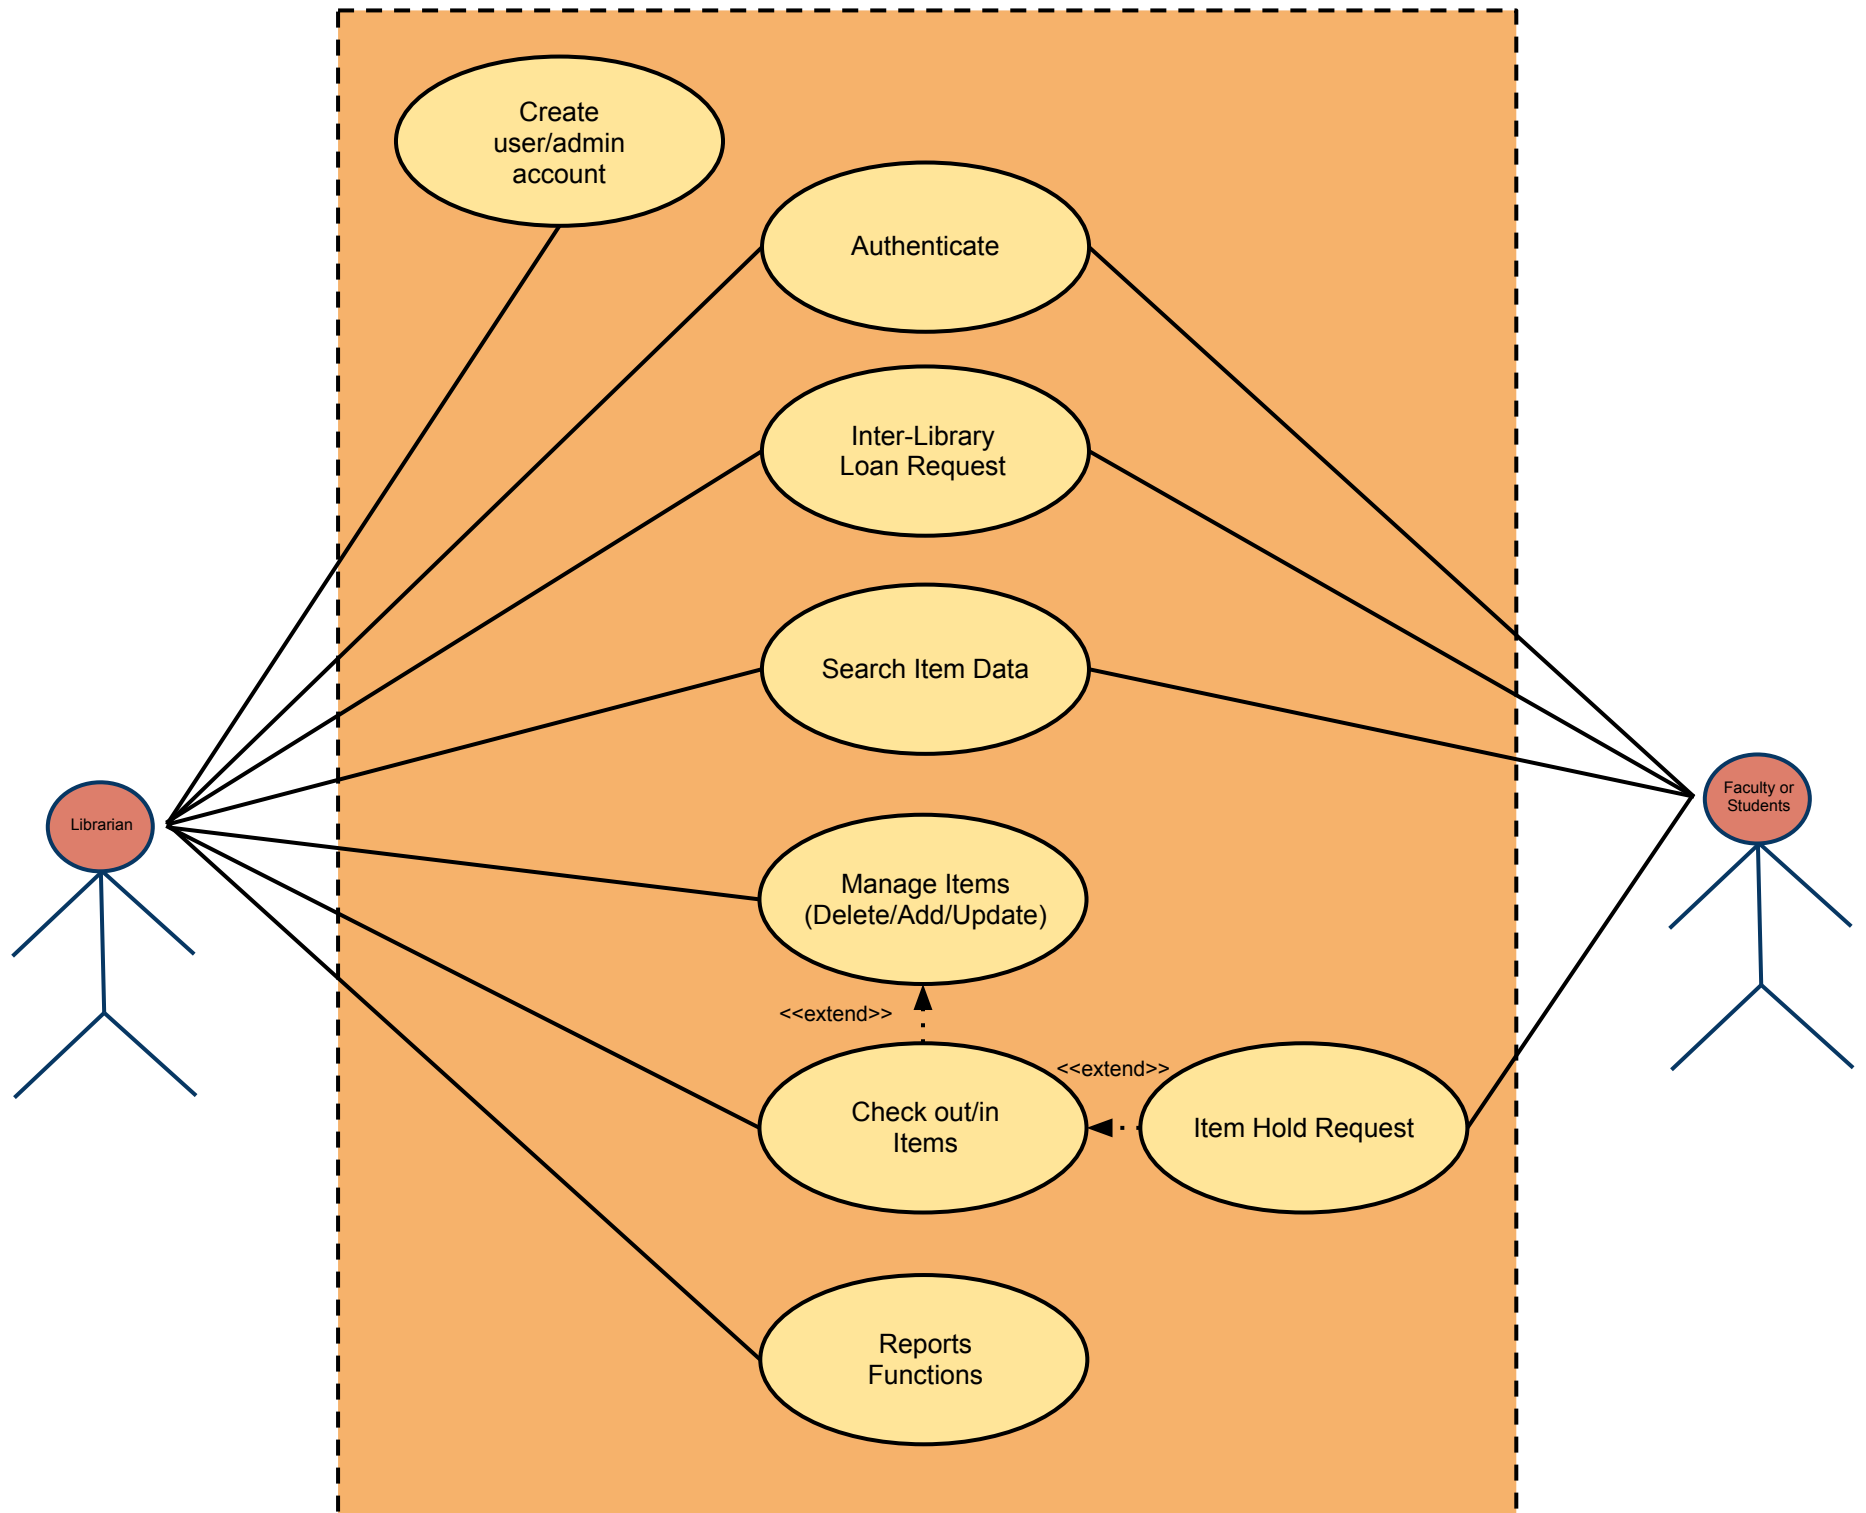 Create
user/admin
account
Authenticate
Inter-Library
Loan Request
Search Item Data
Librarian
Faculty or
Students
Manage Items
(Delete/Add/Update)
<<extend>>
<<extend>>
Check out/in
Items
Item Hold Request
Reports
Functions